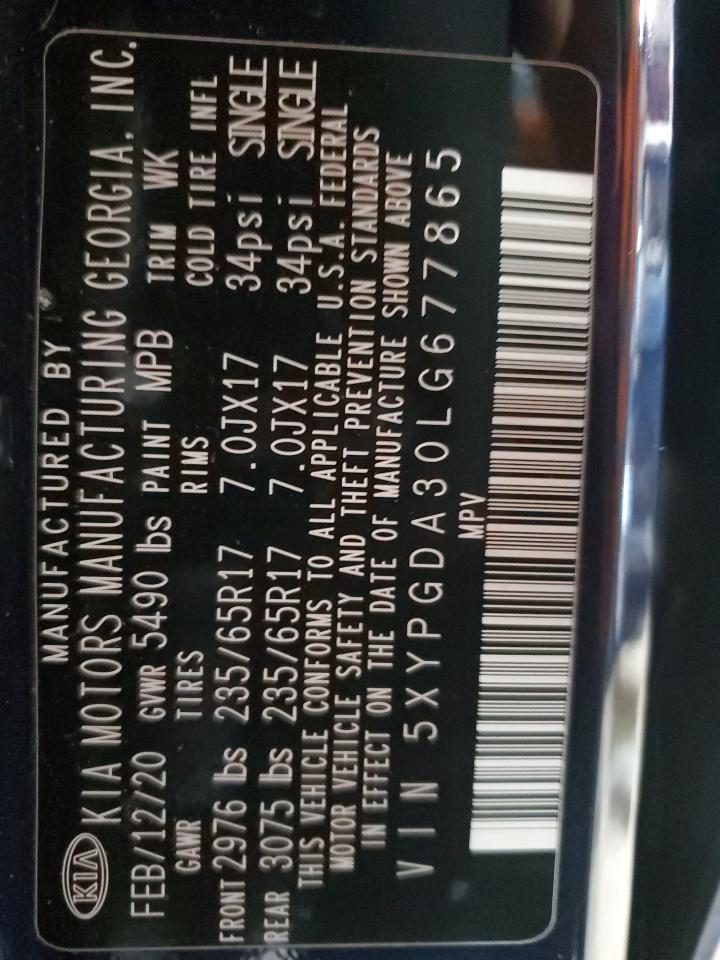 MANUFACTURED BY
KIA KIA MOTORS MANUFACTURING GEORGIA, INC.
FEB/12/20 GVWR 5490 lbs PAINT MPB TRIM WK
GAWR TIRES RIMS COLD TIRE INFL
FRONT 2976 lbs 235/65R17 7.0JX17 34psi SINGLE
REAR 3075 lbs 235/65R17 7.0JX17 34psi SINGLE
THIS VEHICLE CONFORMS TO ALL APPLICABLE U.S.A. FEDERAL
MOTOR VEHICLE SAFETY AND THEFT PREVENTION STANDARDS
IN EFFECT ON THE DATE OF MANUFACTURE SHOWN ABOVE
VIN 5XYPGDA30LG677865
MPV